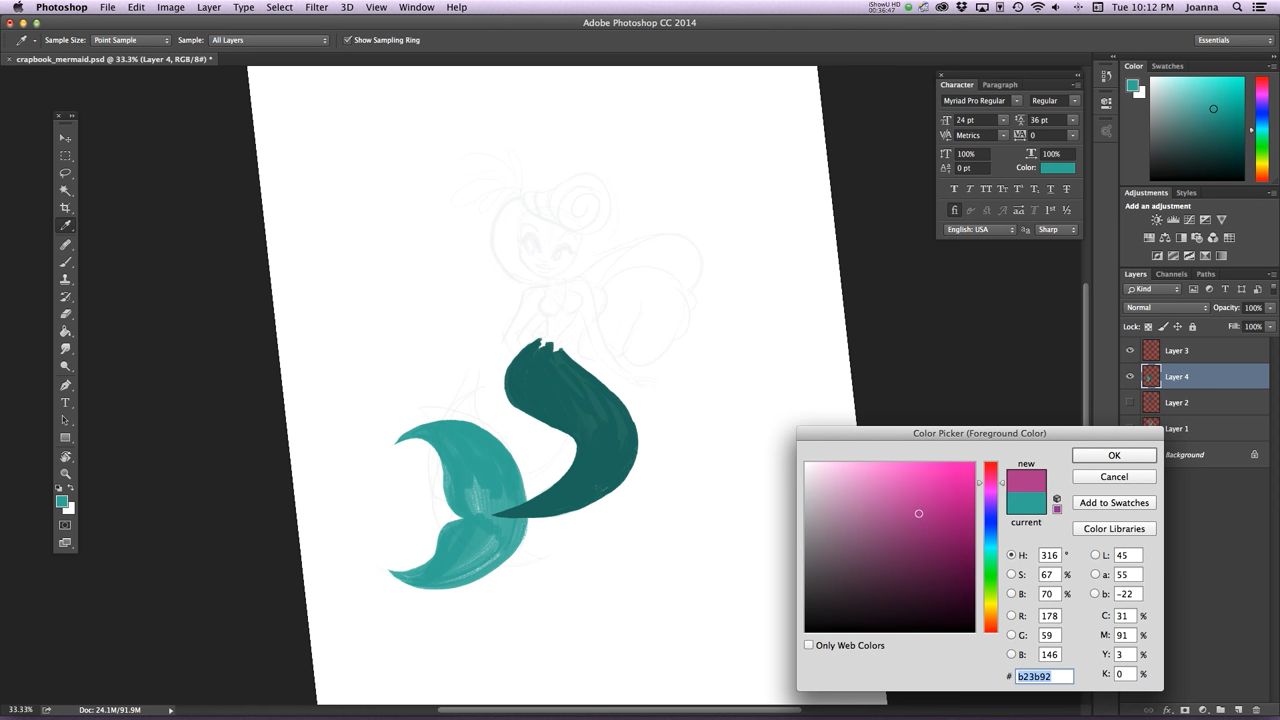 Photoshop File Edit Image Layer Type Select Filter 3D View Window Help
iShowU HD
00:36:47
Tue 10:12 PM Joanna
Adobe Photoshop CC 2014
Sample Size: Point Sample Sample: All Layers Show Sampling Ring
Essentials
crapbook_mermaid.psd @ 33.3% (Layer 4, RGB/8#) *
Character Paragraph
Myriad Pro Regular Regular
24 pt 36 pt
Metrics 0
100% 100%
0 pt Color:
English: USA Sharp
Color Swatches
Adjustments Styles
Add an adjustment
Layers Channels Paths
Kind
Normal Opacity: 100%
Lock: Fill: 100%
Layer 3
Layer 4
Layer 2
Layer 1
Background
Color Picker (Foreground Color)
new
current
OK
Cancel
Add to Swatches
Color Libraries
H: 316 ° L: 45
S: 67 % a: 55
B: 70 % b: -22
R: 178 C: 31 %
G: 59 M: 91 %
B: 146 Y: 3 %
# b23b92 K: 0 %
Only Web Colors
33.33% Doc: 24.1M/91.9M